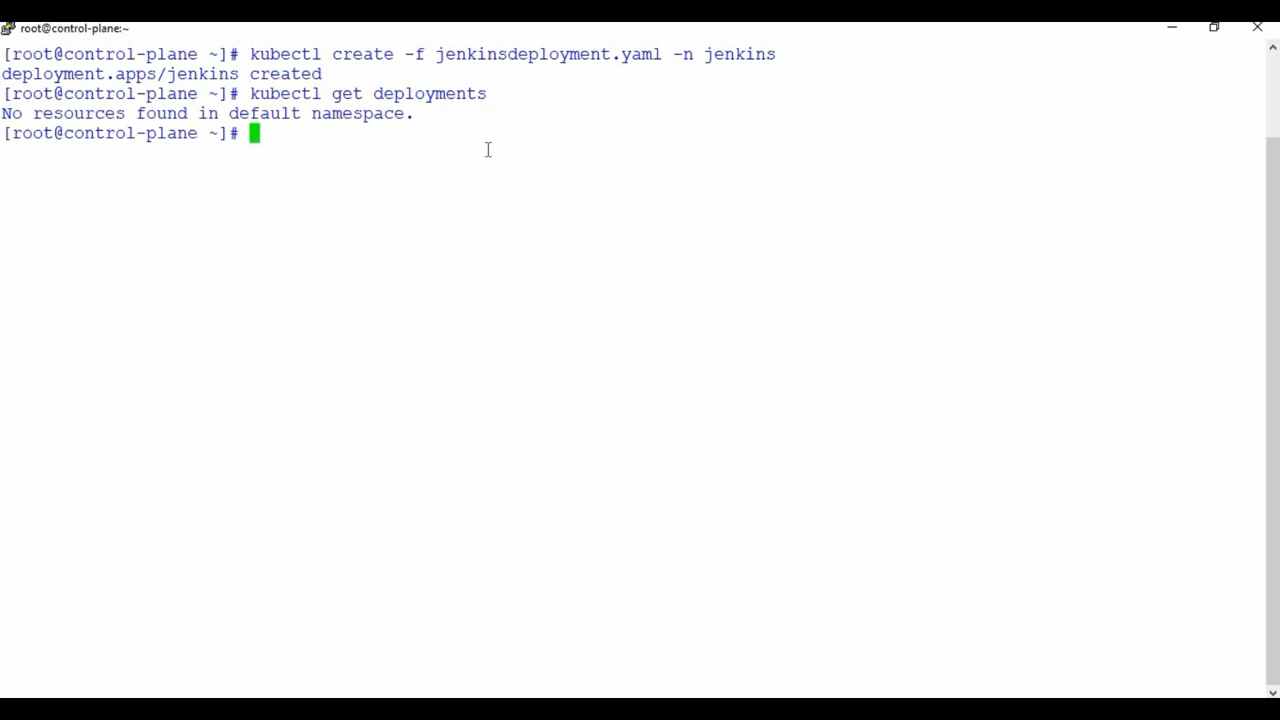 root@control-plane:~
[root@control-plane ~]# kubectl create -f jenkinsdeployment.yaml -n jenkins
deployment.apps/jenkins created
[root@control-plane ~]# kubectl get deployments
No resources found in default namespace.
[root@control-plane ~]#